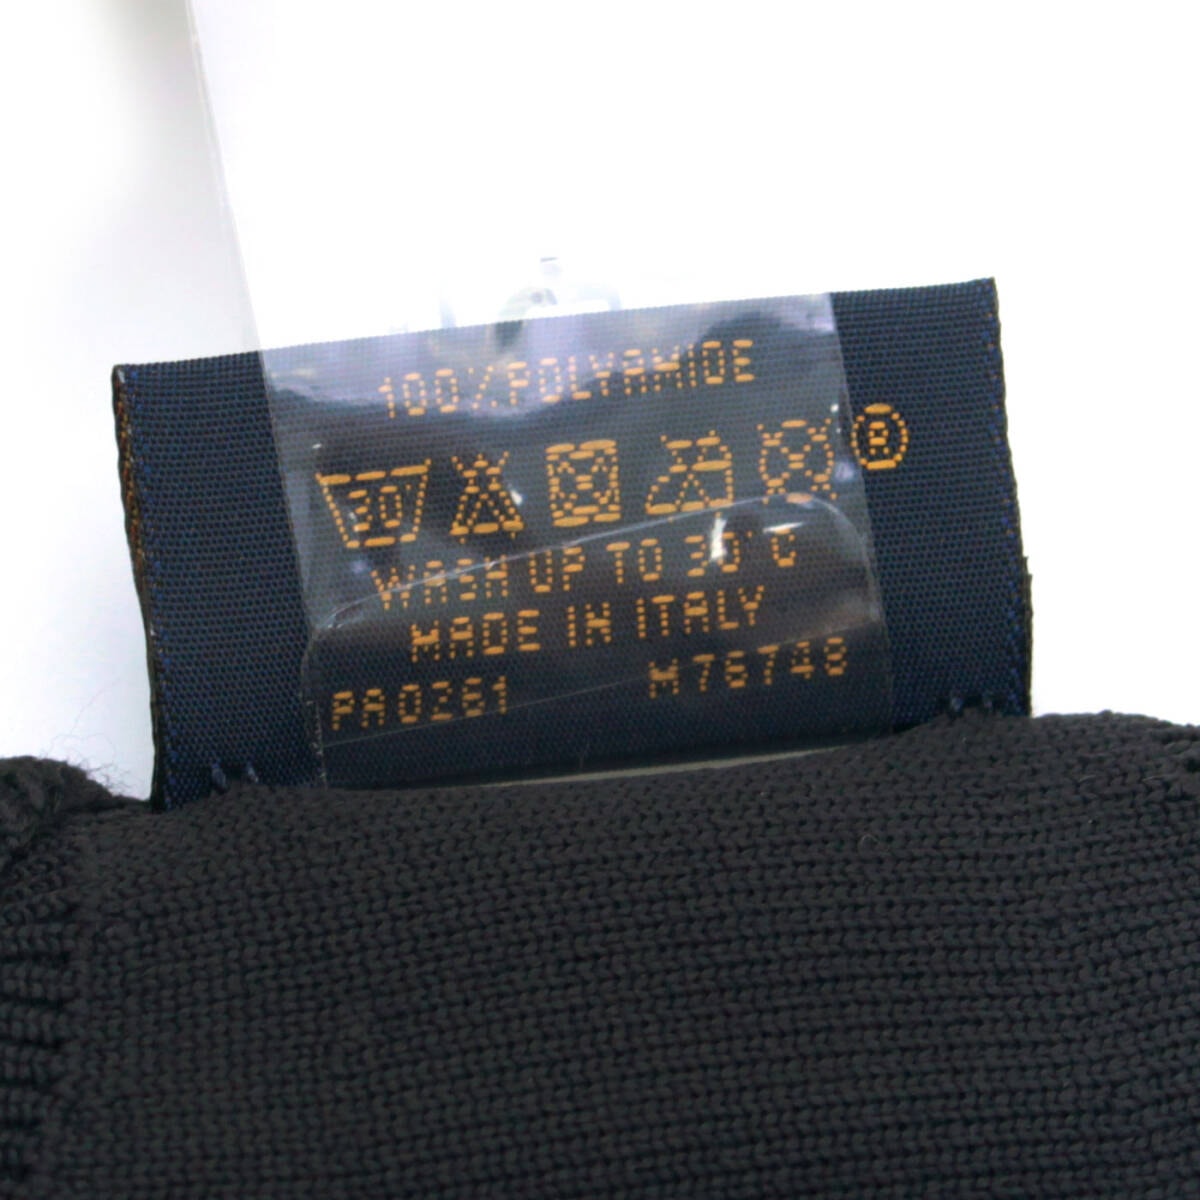 100% POLYAMIDE
30° ®
WASH UP TO 30°C
MADE IN ITALY
PA0261 M76748